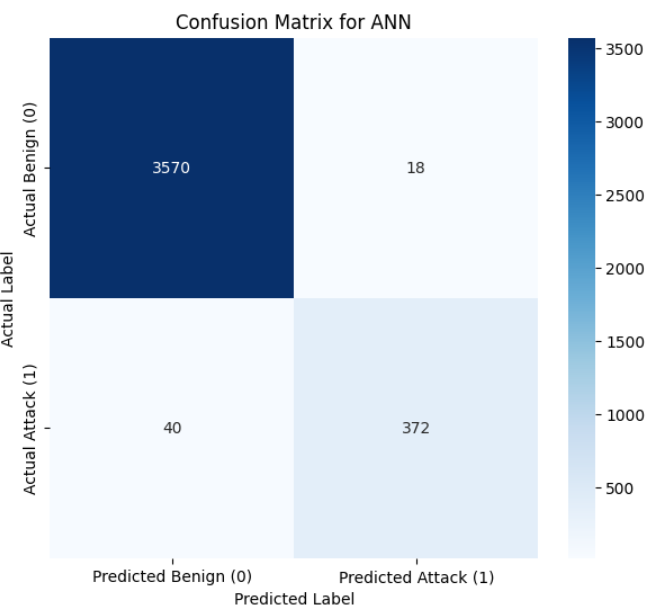 Confusion Matrix for ANN
Actual Label
Actual Benign (0)
3570
18
Actual Attack (1)
40
372
Predicted Benign (0)
Predicted Attack (1)
Predicted Label
3500
3000
2500
2000
1500
1000
500